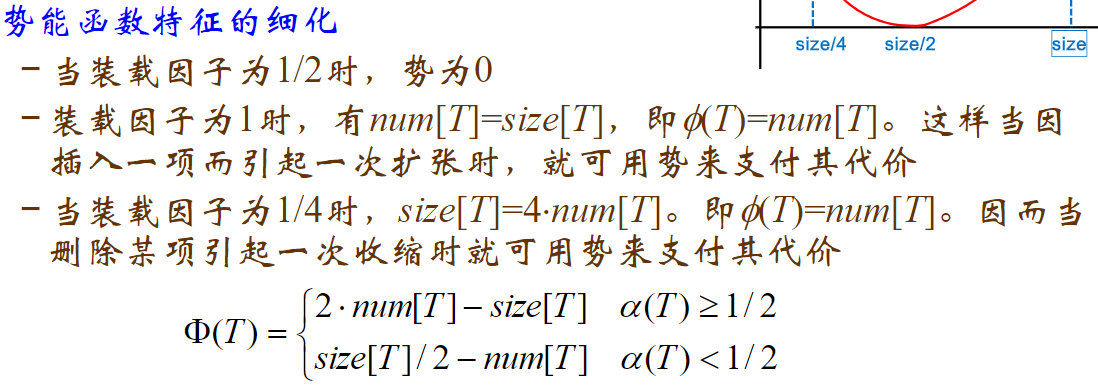 势能函数特征的细化
size/4 size/2 size
– 当装载因子为1/2时，势为0
– 装载因子为1时，有num[T]=size[T]，即ϕ(T)=num[T]。这样当因
插入一项而引起一次扩张时，就可用势来支付其代价
– 当装载因子为1/4时，size[T]=4·num[T]。即ϕ(T)=num[T]。因而当
删除某项引起一次收缩时就可用势来支付其代价
Φ(T) = { 2·num[T] − size[T] α(T) ≥ 1/2
size[T]/2 − num[T] α(T) < 1/2